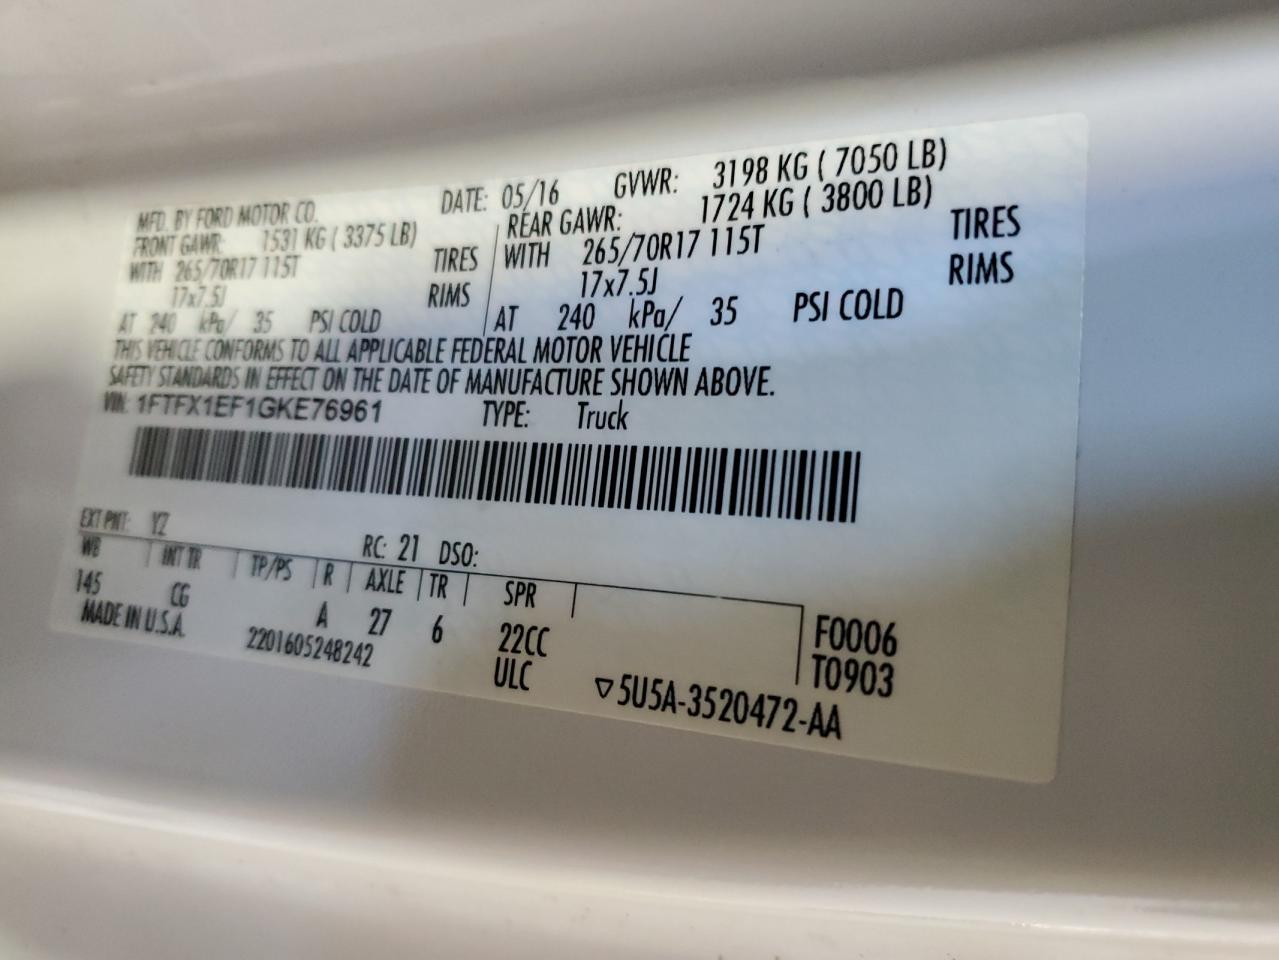 MFD. BY FORD MOTOR CO. DATE: 05/16 GVWR: 3198 KG ( 7050 LB)
FRONT GAWR: 1531 KG ( 3375 LB) REAR GAWR: 1724 KG ( 3800 LB)
WITH 265/70R17 115T TIRES WITH 265/70R17 115T TIRES
17x7.5J RIMS 17x7.5J RIMS
AT 240 kPa/ 35 PSI COLD AT 240 kPa/ 35 PSI COLD
THIS VEHICLE CONFORMS TO ALL APPLICABLE FEDERAL MOTOR VEHICLE
SAFETY STANDARDS IN EFFECT ON THE DATE OF MANUFACTURE SHOWN ABOVE.
VIN: 1FTFX1EF1GKE76961 TYPE: Truck
EXT PNT: YZ RC: 21 DSO:
WB INT TR TP/PS R AXLE TR SPR
145 CG A 27 6 22CC F0006
MADE IN U.S.A. 2201605248242 ULC T0903
▽5U5A-3520472-AA